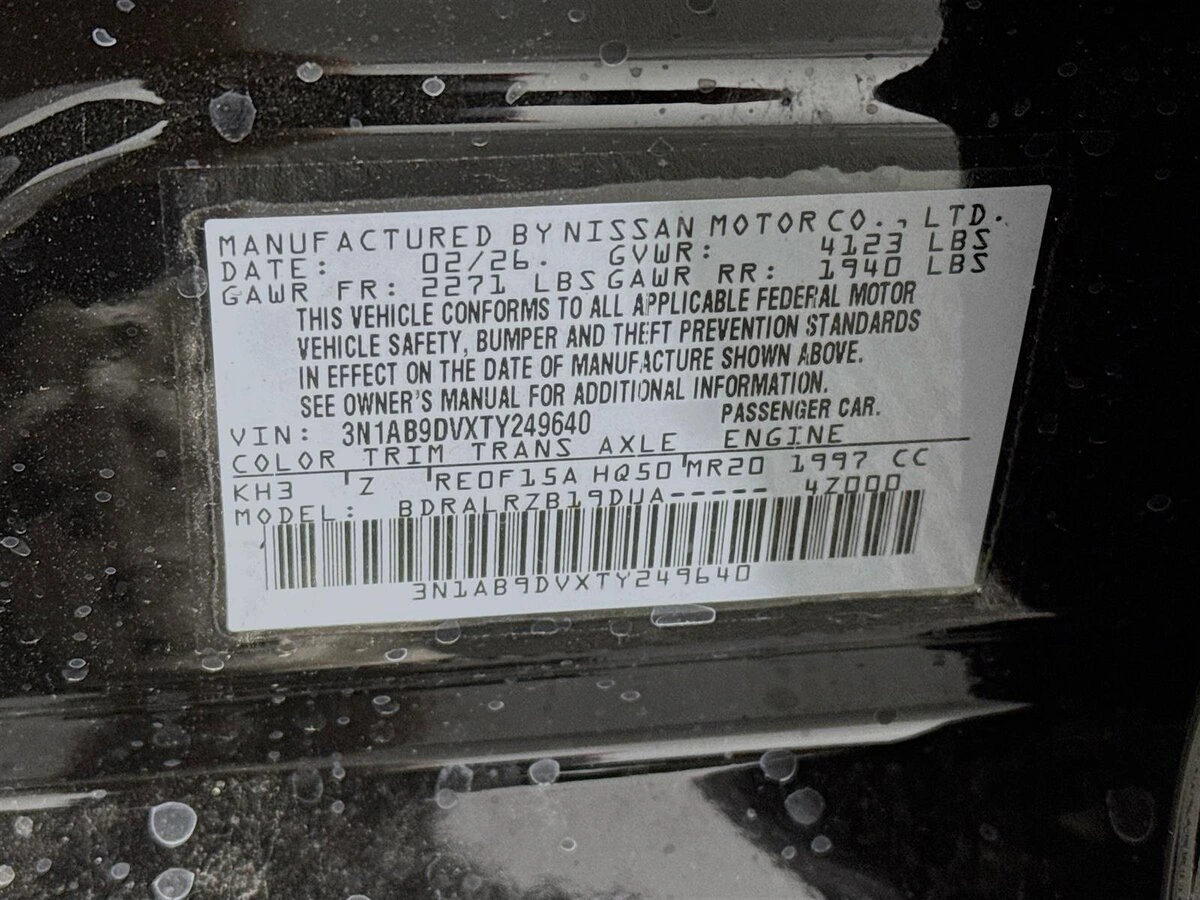 MANUFACTURED BY NISSAN MOTOR CO., LTD.
DATE: 02/26. GVWR: 4123 LBS
GAWR FR: 2271 LBS GAWR RR: 1940 LBS
THIS VEHICLE CONFORMS TO ALL APPLICABLE FEDERAL MOTOR
VEHICLE SAFETY, BUMPER AND THEFT PREVENTION STANDARDS
IN EFFECT ON THE DATE OF MANUFACTURE SHOWN ABOVE.
SEE OWNER'S MANUAL FOR ADDITIONAL INFORMATION.
VIN: 3N1AB9DVXTY249640 PASSENGER CAR.
COLOR TRIM TRANS AXLE ENGINE
KH3 Z RE0F15A HQ50 MR20 1997 CC
MODEL: BDRALRZB19DUA----- 4Z000
3N1AB9DVXTY249640